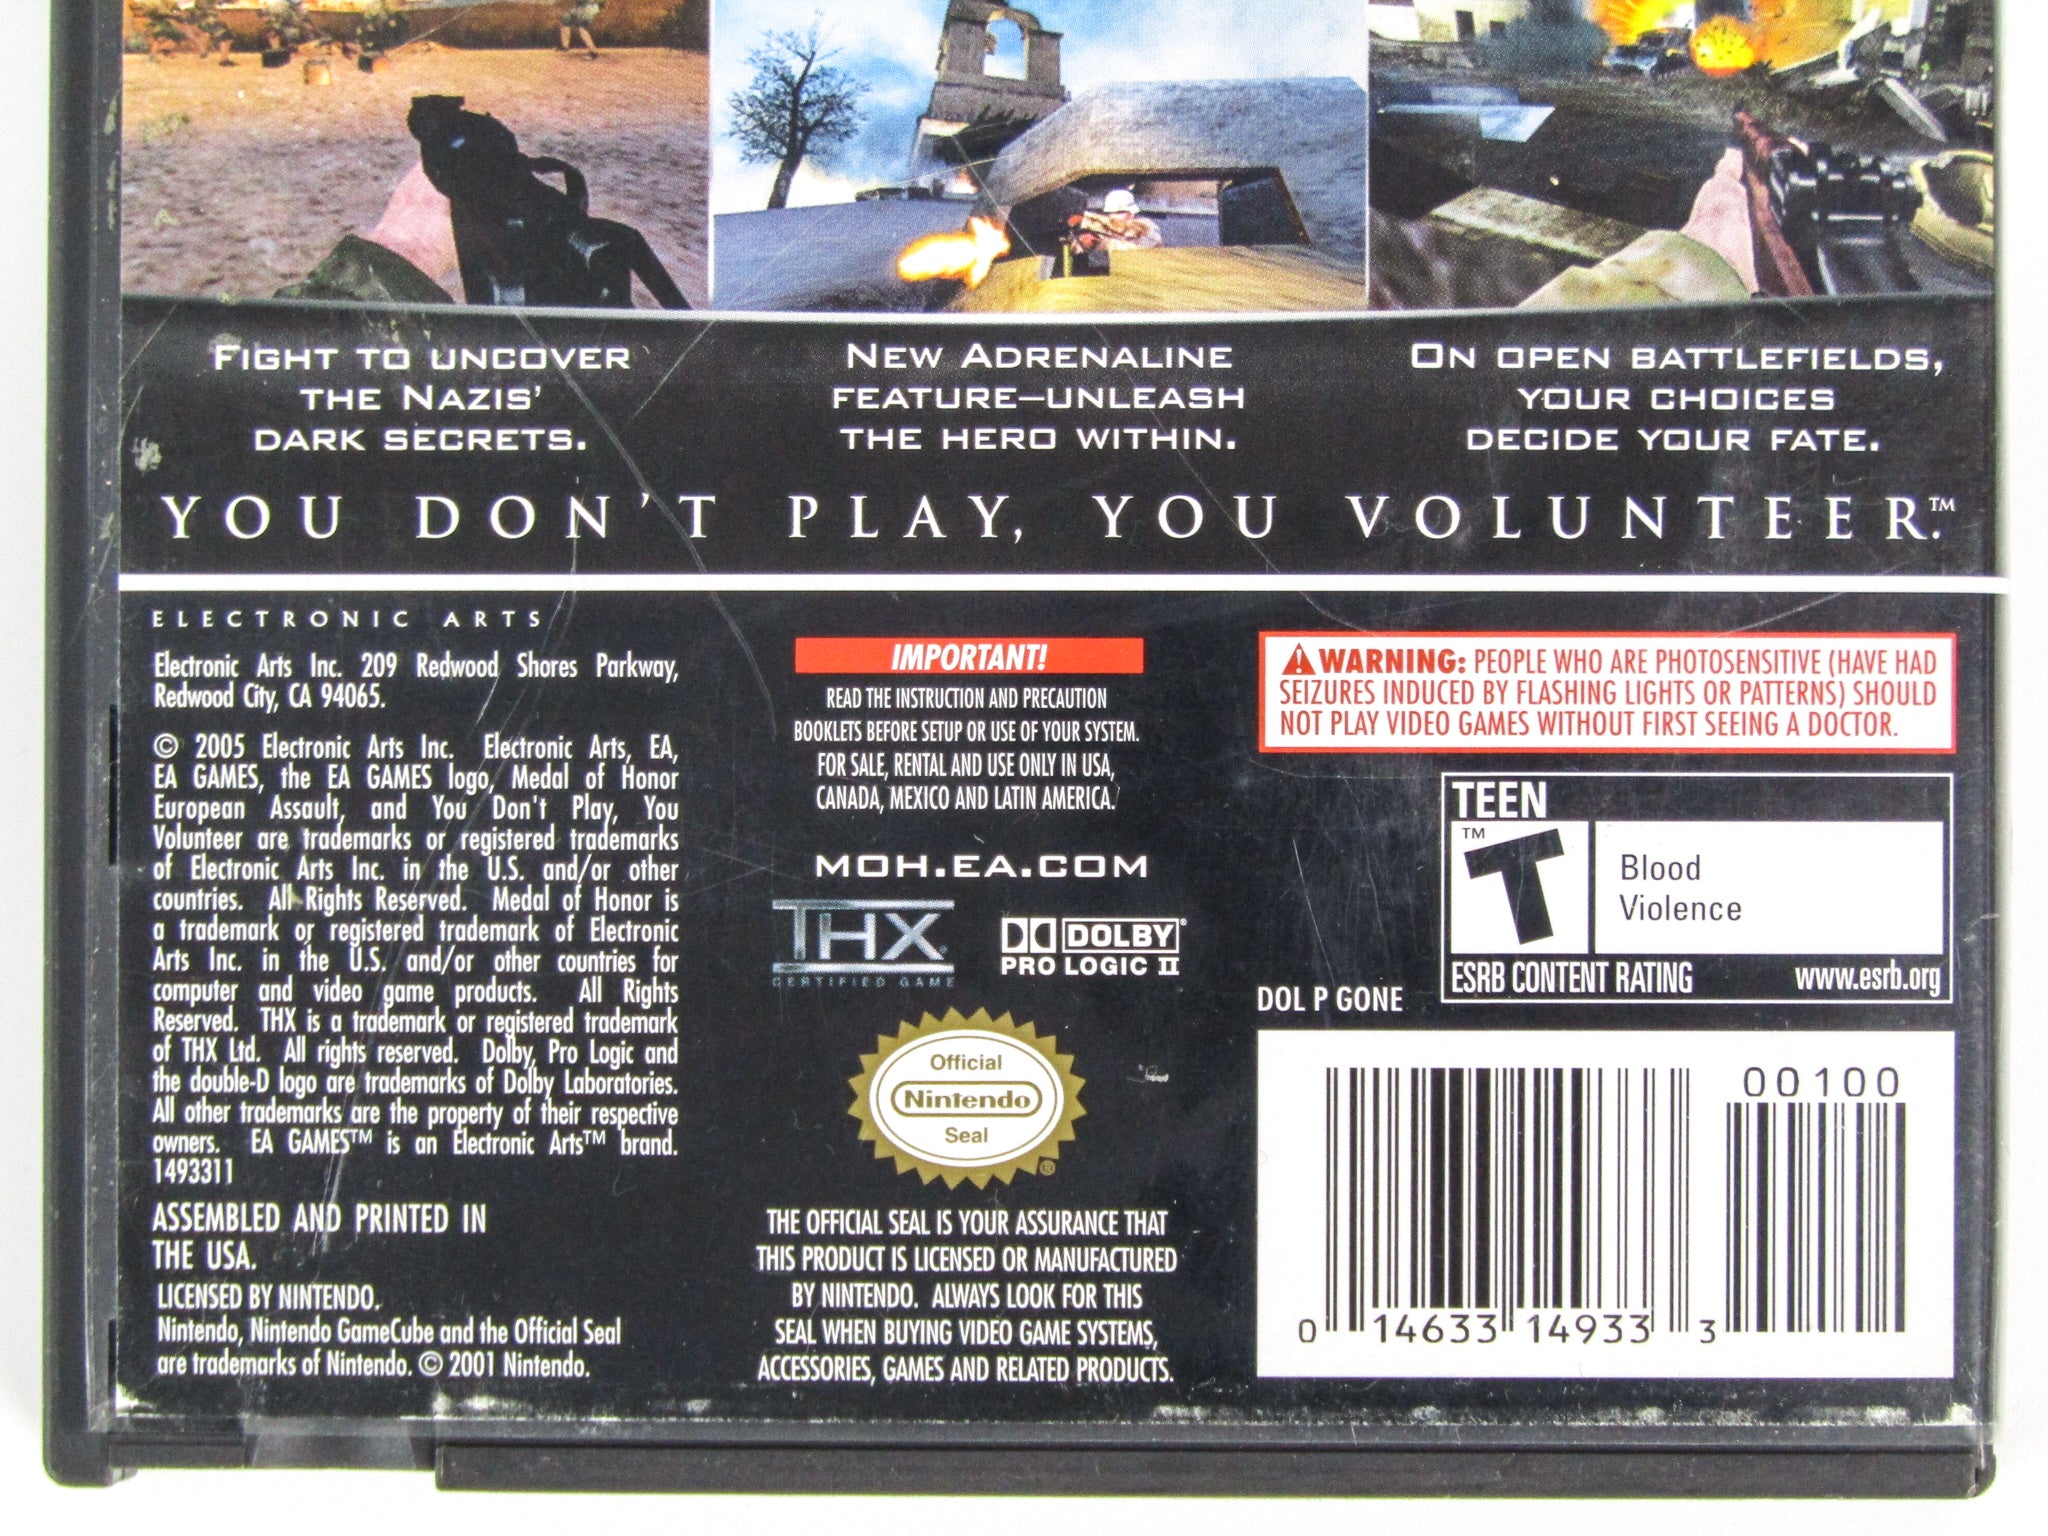 FIGHT TO UNCOVER
THE NAZIS'
DARK SECRETS.
NEW ADRENALINE
FEATURE–UNLEASH
THE HERO WITHIN.
ON OPEN BATTLEFIELDS,
YOUR CHOICES
DECIDE YOUR FATE.
YOU DON'T PLAY, YOU VOLUNTEER.™
ELECTRONIC ARTS
Electronic Arts Inc. 209 Redwood Shores Parkway,
Redwood City, CA 94065.
© 2005 Electronic Arts Inc. Electronic Arts, EA,
EA GAMES, the EA GAMES logo, Medal of Honor
European Assault, and You Don't Play, You
Volunteer are trademarks or registered trademarks
of Electronic Arts Inc. in the U.S. and/or other
countries. All Rights Reserved. Medal of Honor is
a trademark or registered trademark of Electronic
Arts Inc. in the U.S. and/or other countries for
computer and video game products. All Rights
Reserved. THX is a trademark or registered trademark
of THX Ltd. All rights reserved. Dolby, Pro Logic and
the double-D logo are trademarks of Dolby Laboratories.
All other trademarks are the property of their respective
owners. EA GAMES™ is an Electronic Arts™ brand.
1493311
ASSEMBLED AND PRINTED IN
THE USA.
LICENSED BY NINTENDO.
Nintendo, Nintendo GameCube and the Official Seal
are trademarks of Nintendo. © 2001 Nintendo.
IMPORTANT!
READ THE INSTRUCTION AND PRECAUTION
BOOKLETS BEFORE SETUP OR USE OF YOUR SYSTEM.
FOR SALE, RENTAL AND USE ONLY IN USA,
CANADA, MEXICO AND LATIN AMERICA.
MOH.EA.COM
THX
CERTIFIED GAME
DOLBY®
PRO LOGIC II
Official
Nintendo
Seal
®
THE OFFICIAL SEAL IS YOUR ASSURANCE THAT
THIS PRODUCT IS LICENSED OR MANUFACTURED
BY NINTENDO. ALWAYS LOOK FOR THIS
SEAL WHEN BUYING VIDEO GAME SYSTEMS,
ACCESSORIES, GAMES AND RELATED PRODUCTS.
WARNING: PEOPLE WHO ARE PHOTOSENSITIVE (HAVE HAD
SEIZURES INDUCED BY FLASHING LIGHTS OR PATTERNS) SHOULD
NOT PLAY VIDEO GAMES WITHOUT FIRST SEEING A DOCTOR.
TEEN
™
T
Blood
Violence
ESRB CONTENT RATING www.esrb.org
DOL P GONE
00100
0 14633 14933 3